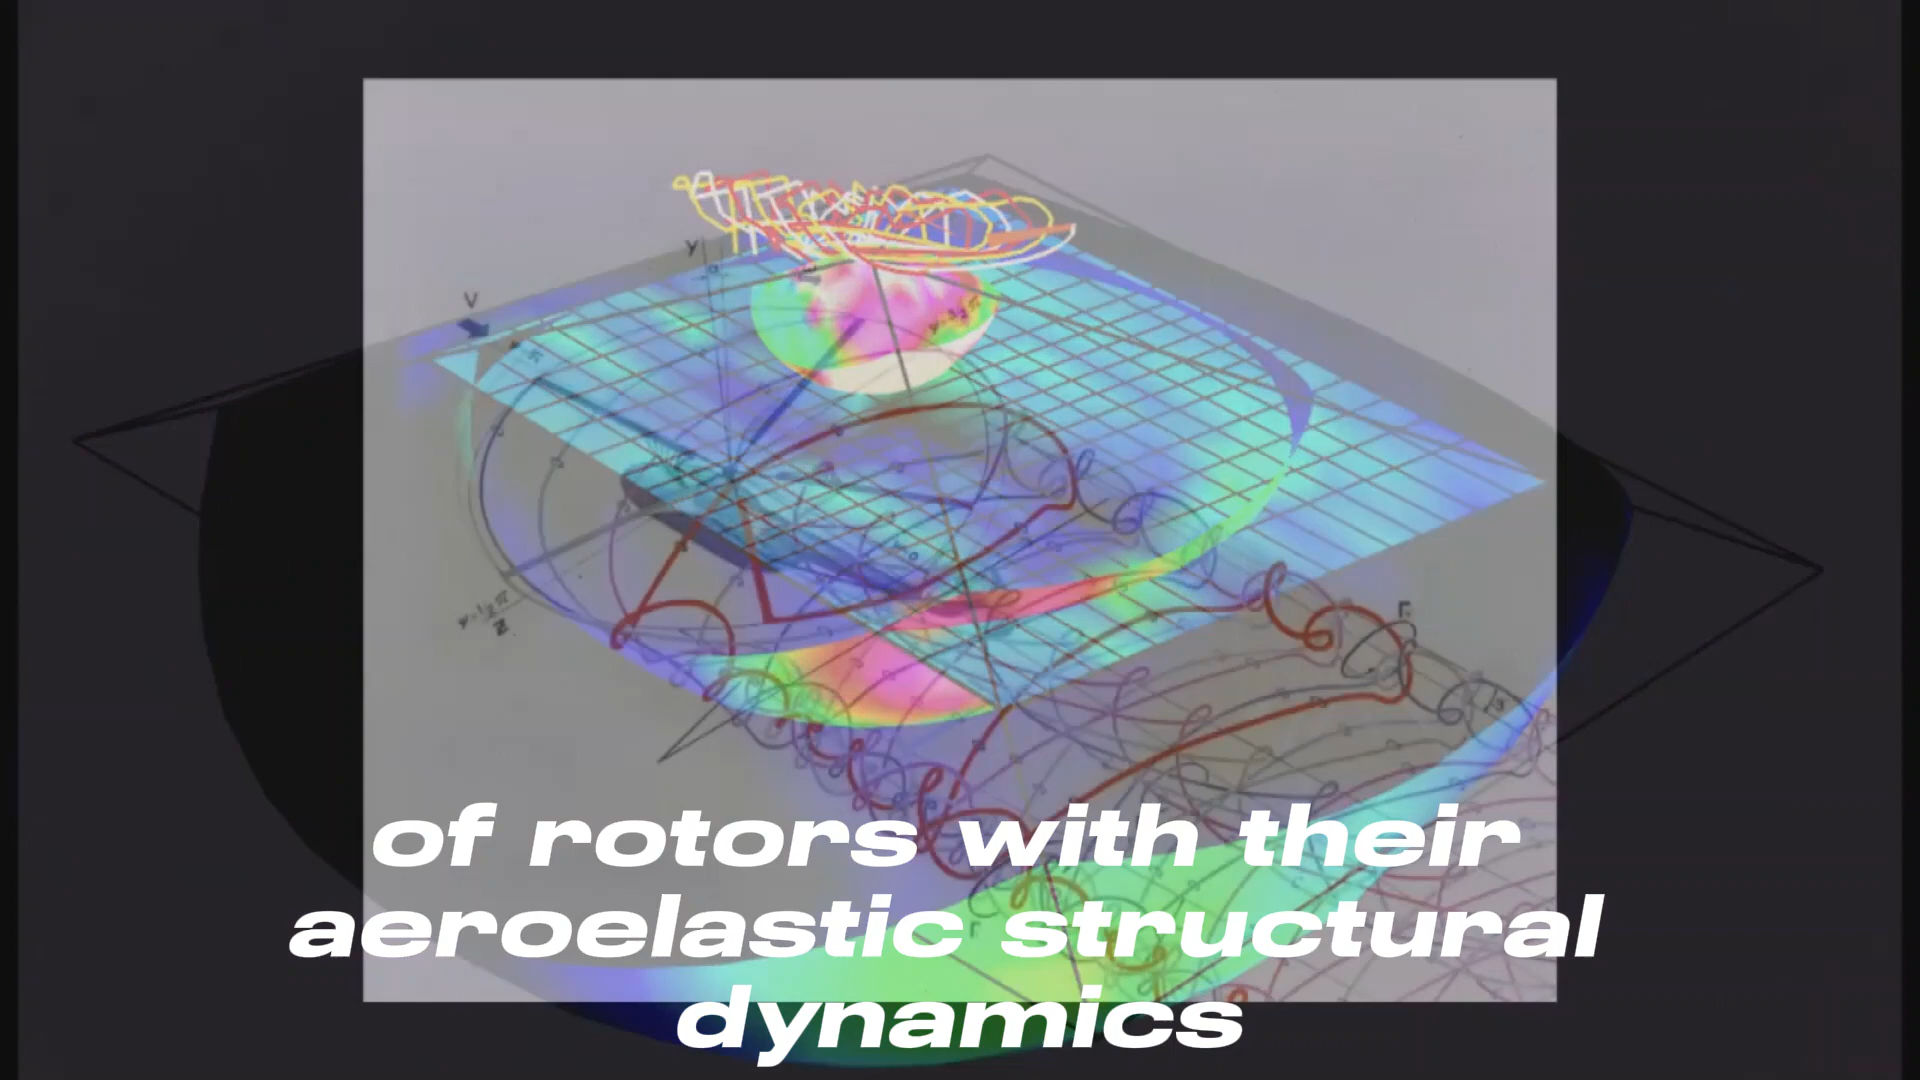 y
V
Γ
Γ
of rotors with their
aeroelastic structural
dynamics